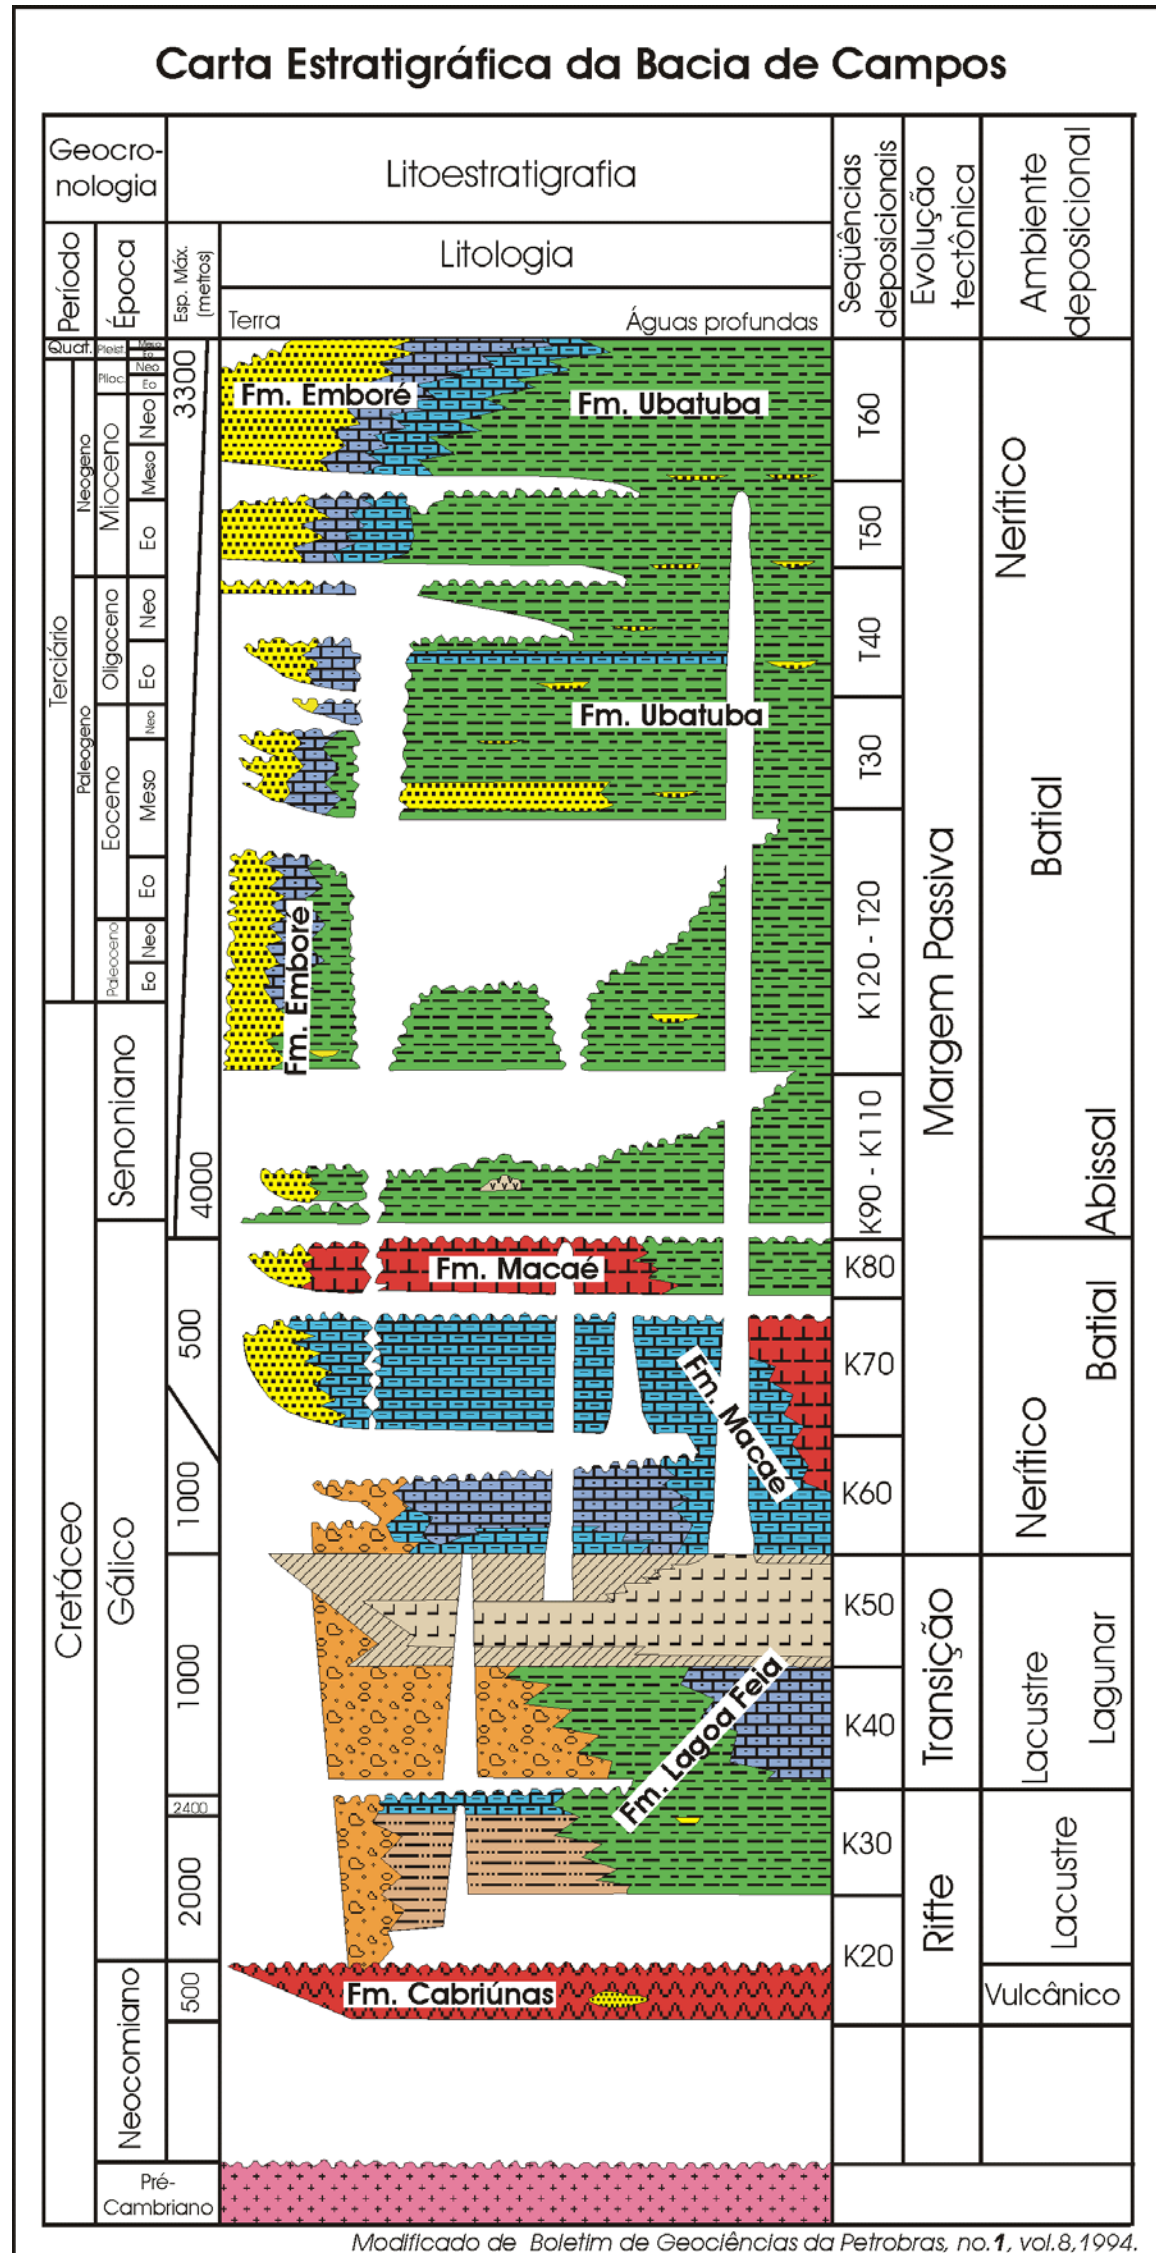 Carta Estratigráfica da Bacia de Campos
Geocro-
nologia
Litoestratigrafia
Seqüências
deposicionais
Evolução
tectônica
Ambiente
deposicional
Período
Época
Esp. Máx.
(metros)
Litologia
Terra
Águas profundas
Quat.
Pleist.
Plioc.
Neo
Eo
Terciário
Neogeno
Mioceno
Neo
Meso
Eo
Paleogeno
Oligoceno
Neo
Eo
Eoceno
Neo
Meso
Eo
Paleoceno
Neo
Eo
Cretáceo
Senoniano
Gálico
Neocomiano
Pré-
Cambriano
3300
4000
500
1000
1000
2400
2000
500
Fm. Emboré
Fm. Ubatuba
Fm. Ubatuba
Fm. Emboré
Fm. Macaé
Fm. Macae
Fm. Lagoa Feia
Fm. Cabriúnas
T60
T50
T40
T30
K120 - T20
K90 - K110
K80
K70
K60
K50
K40
K30
K20
Margem Passiva
Transição
Rifte
Nerítico
Batial
Abissal
Batial
Nerítico
Lagunar
Lacustre
Lacustre
Vulcânico
Modificado de Boletim de Geociências da Petrobras, no.1, vol.8,1994.